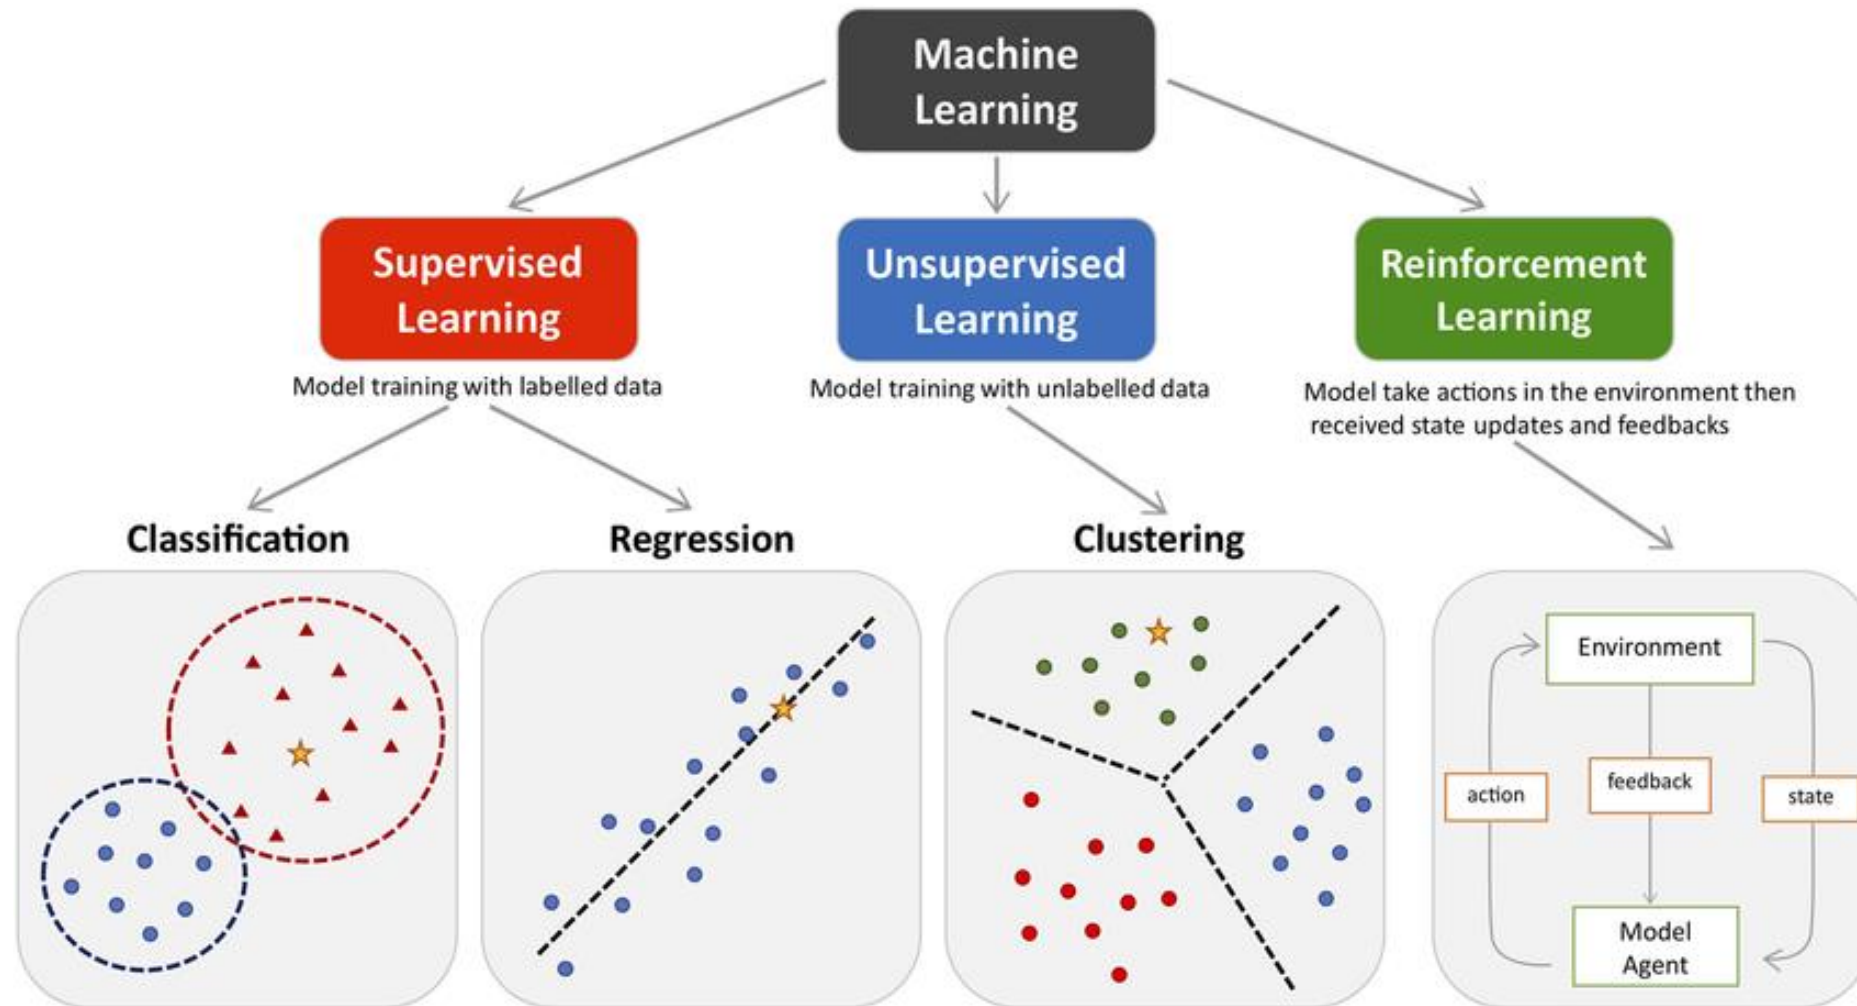 Machine
Learning
Supervised
Learning
Unsupervised
Learning
Reinforcement
Learning
Model training with labelled data
Model training with unlabelled data
Model take actions in the environment then
received state updates and feedbacks
Classification
Regression
Clustering
Environment
action
feedback
state
Model
Agent